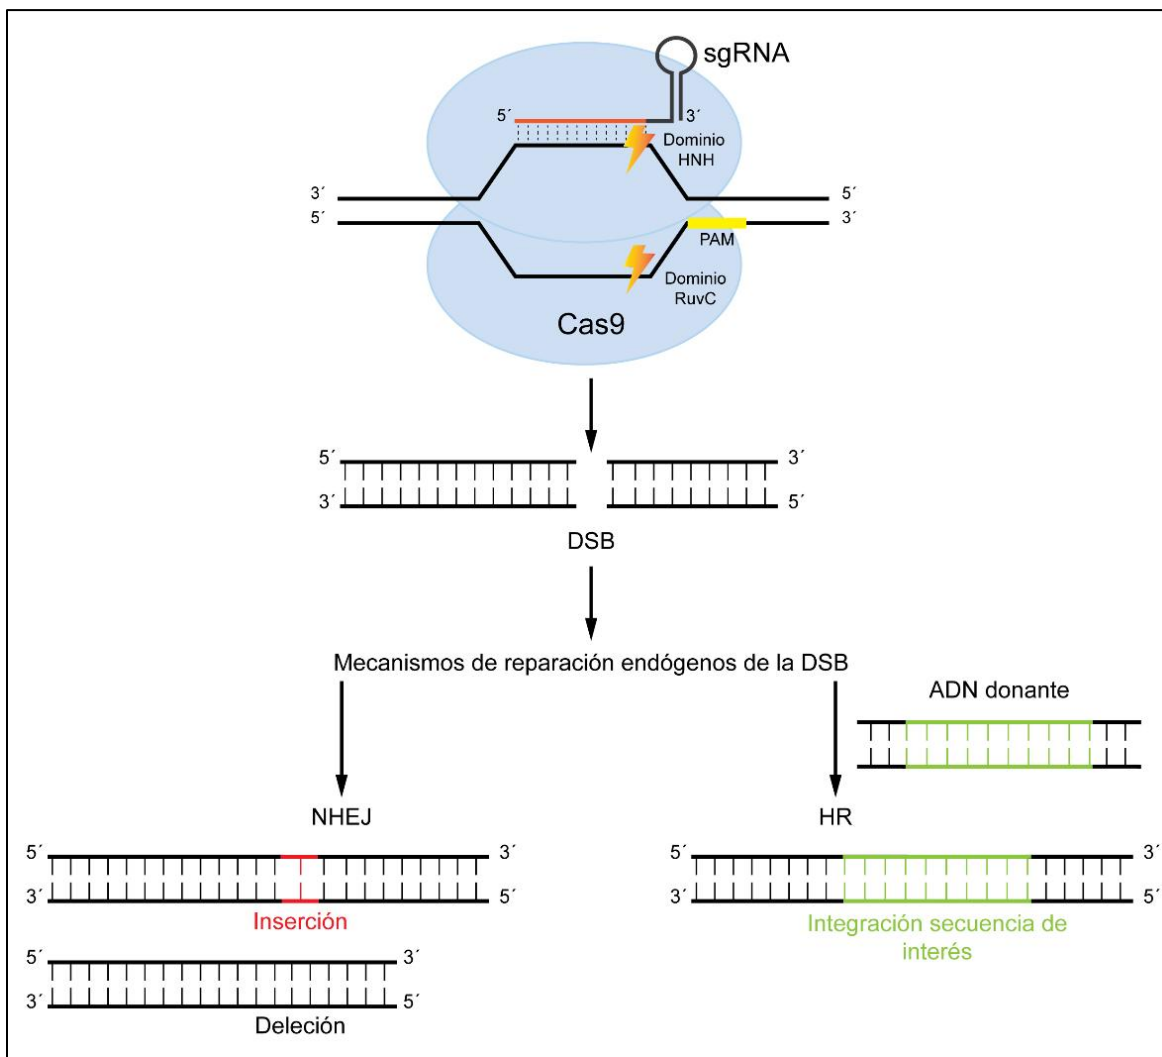 sgRNA
5´
3´
Dominio
HNH
3´
5´
5´
3´
PAM
Dominio
RuvC
Cas9
5´
3´
3´
5´
DSB
Mecanismos de reparación endógenos de la DSB
ADN donante
NHEJ
HR
5´
3´
5´
3´
3´
5´
3´
5´
Inserción
Integración secuencia de
interés
5´
3´
3´
5´
Deleción